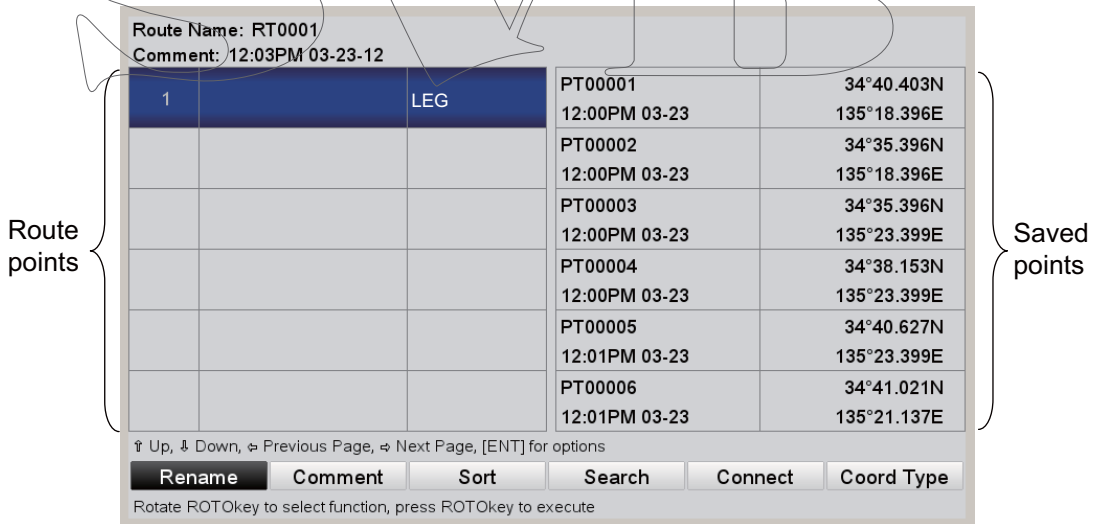 Route Name: RT0001
Comment: 12:03PM 03-23-12
1 LEG
PT00001 34°40.403N
12:00PM 03-23 135°18.396E
PT00002 34°35.396N
12:00PM 03-23 135°18.396E
PT00003 34°35.396N
12:00PM 03-23 135°23.399E
PT00004 34°38.153N
12:00PM 03-23 135°23.399E
PT00005 34°40.627N
12:01PM 03-23 135°23.399E
PT00006 34°41.021N
12:01PM 03-23 135°21.137E
Route
points
Saved
points
⇧ Up, ⇩ Down, ⇦ Previous Page, ⇨ Next Page, [ENT] for options
Rename Comment Sort Search Connect Coord Type
Rotate ROTOkey to select function, press ROTOkey to execute